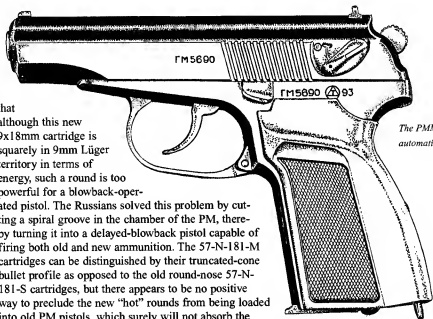 ГМ5690
ГМ5690 93
The PMM
automati
that
although this new
9x18mm cartridge is
squarely in 9mm Lüger
territory in terms of
energy, such a round is too
powerful for a blowback-oper-
ated pistol. The Russians solved this problem by cut-
ting a spiral groove in the chamber of the PM, there-
by turning it into a delayed-blowback pistol capable of
firing both old and new ammunition. The 57-N-181-M
cartridges can be distinguished by their truncated-cone
bullet profile as opposed to the old round-nose 57-N-
181-S cartridges, but there appears to be no positive
way to preclude the new “hot” rounds from being loaded
into old PM pistols, which surely will not absorb the